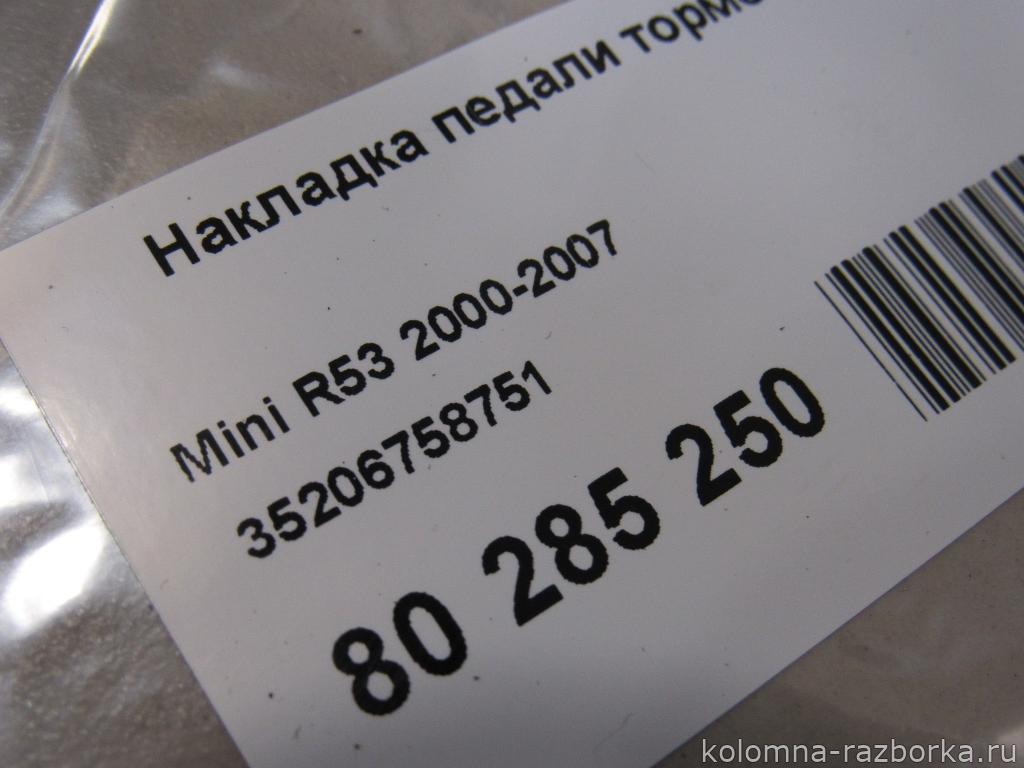 Накладка педали
Mini R53 2000-2007
35206758751
80 285 250
kolomna-razborka.ru